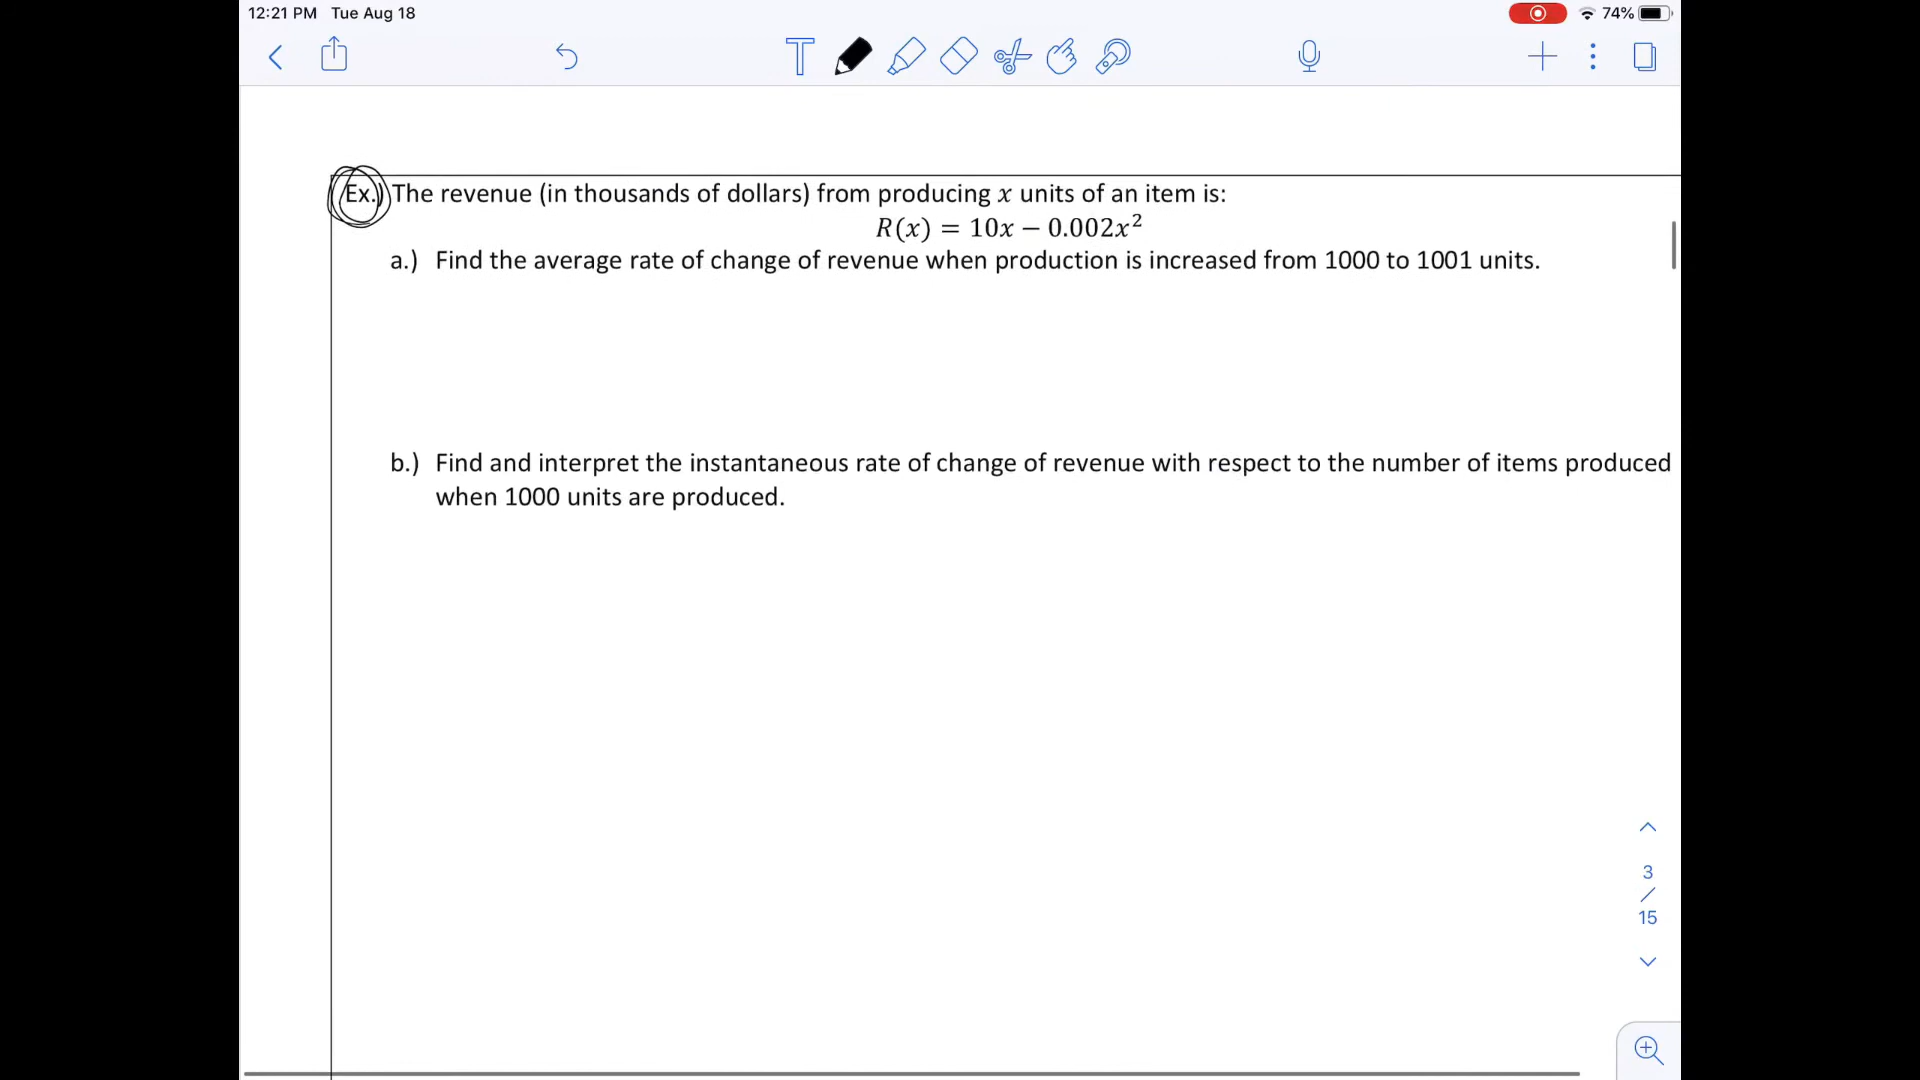 12:21 PM Tue Aug 18
74%
T
Ex.) The revenue (in thousands of dollars) from producing x units of an item is:
R(x) = 10x − 0.002x²
a.) Find the average rate of change of revenue when production is increased from 1000 to 1001 units.
b.) Find and interpret the instantaneous rate of change of revenue with respect to the number of items produced
when 1000 units are produced.
3
/
15